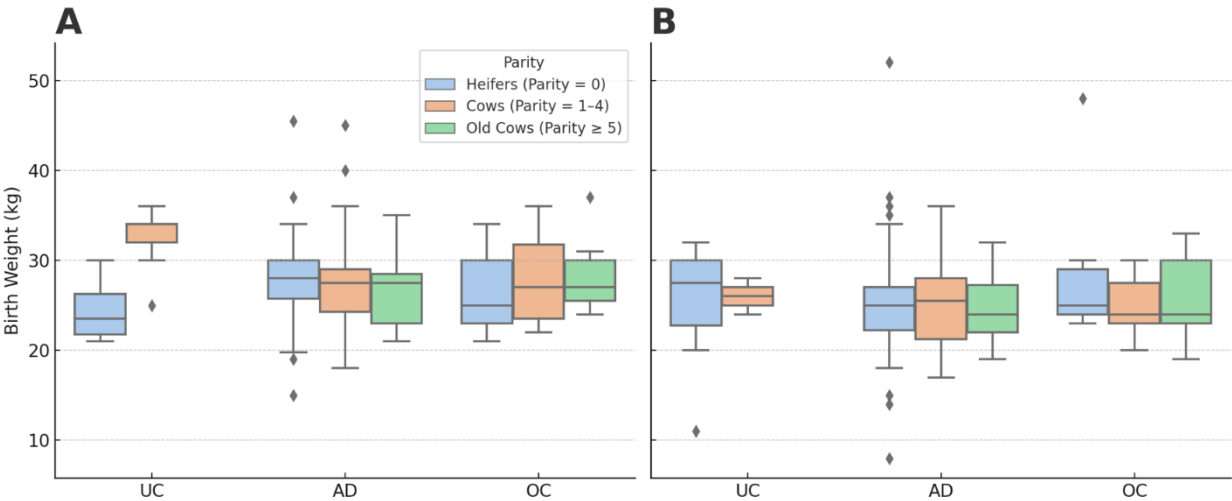 A
B
Parity
Heifers (Parity = 0)
Cows (Parity = 1–4)
Old Cows (Parity ≥ 5)
Birth Weight (kg)
50
40
30
20
10
UC
AD
OC
UC
AD
OC